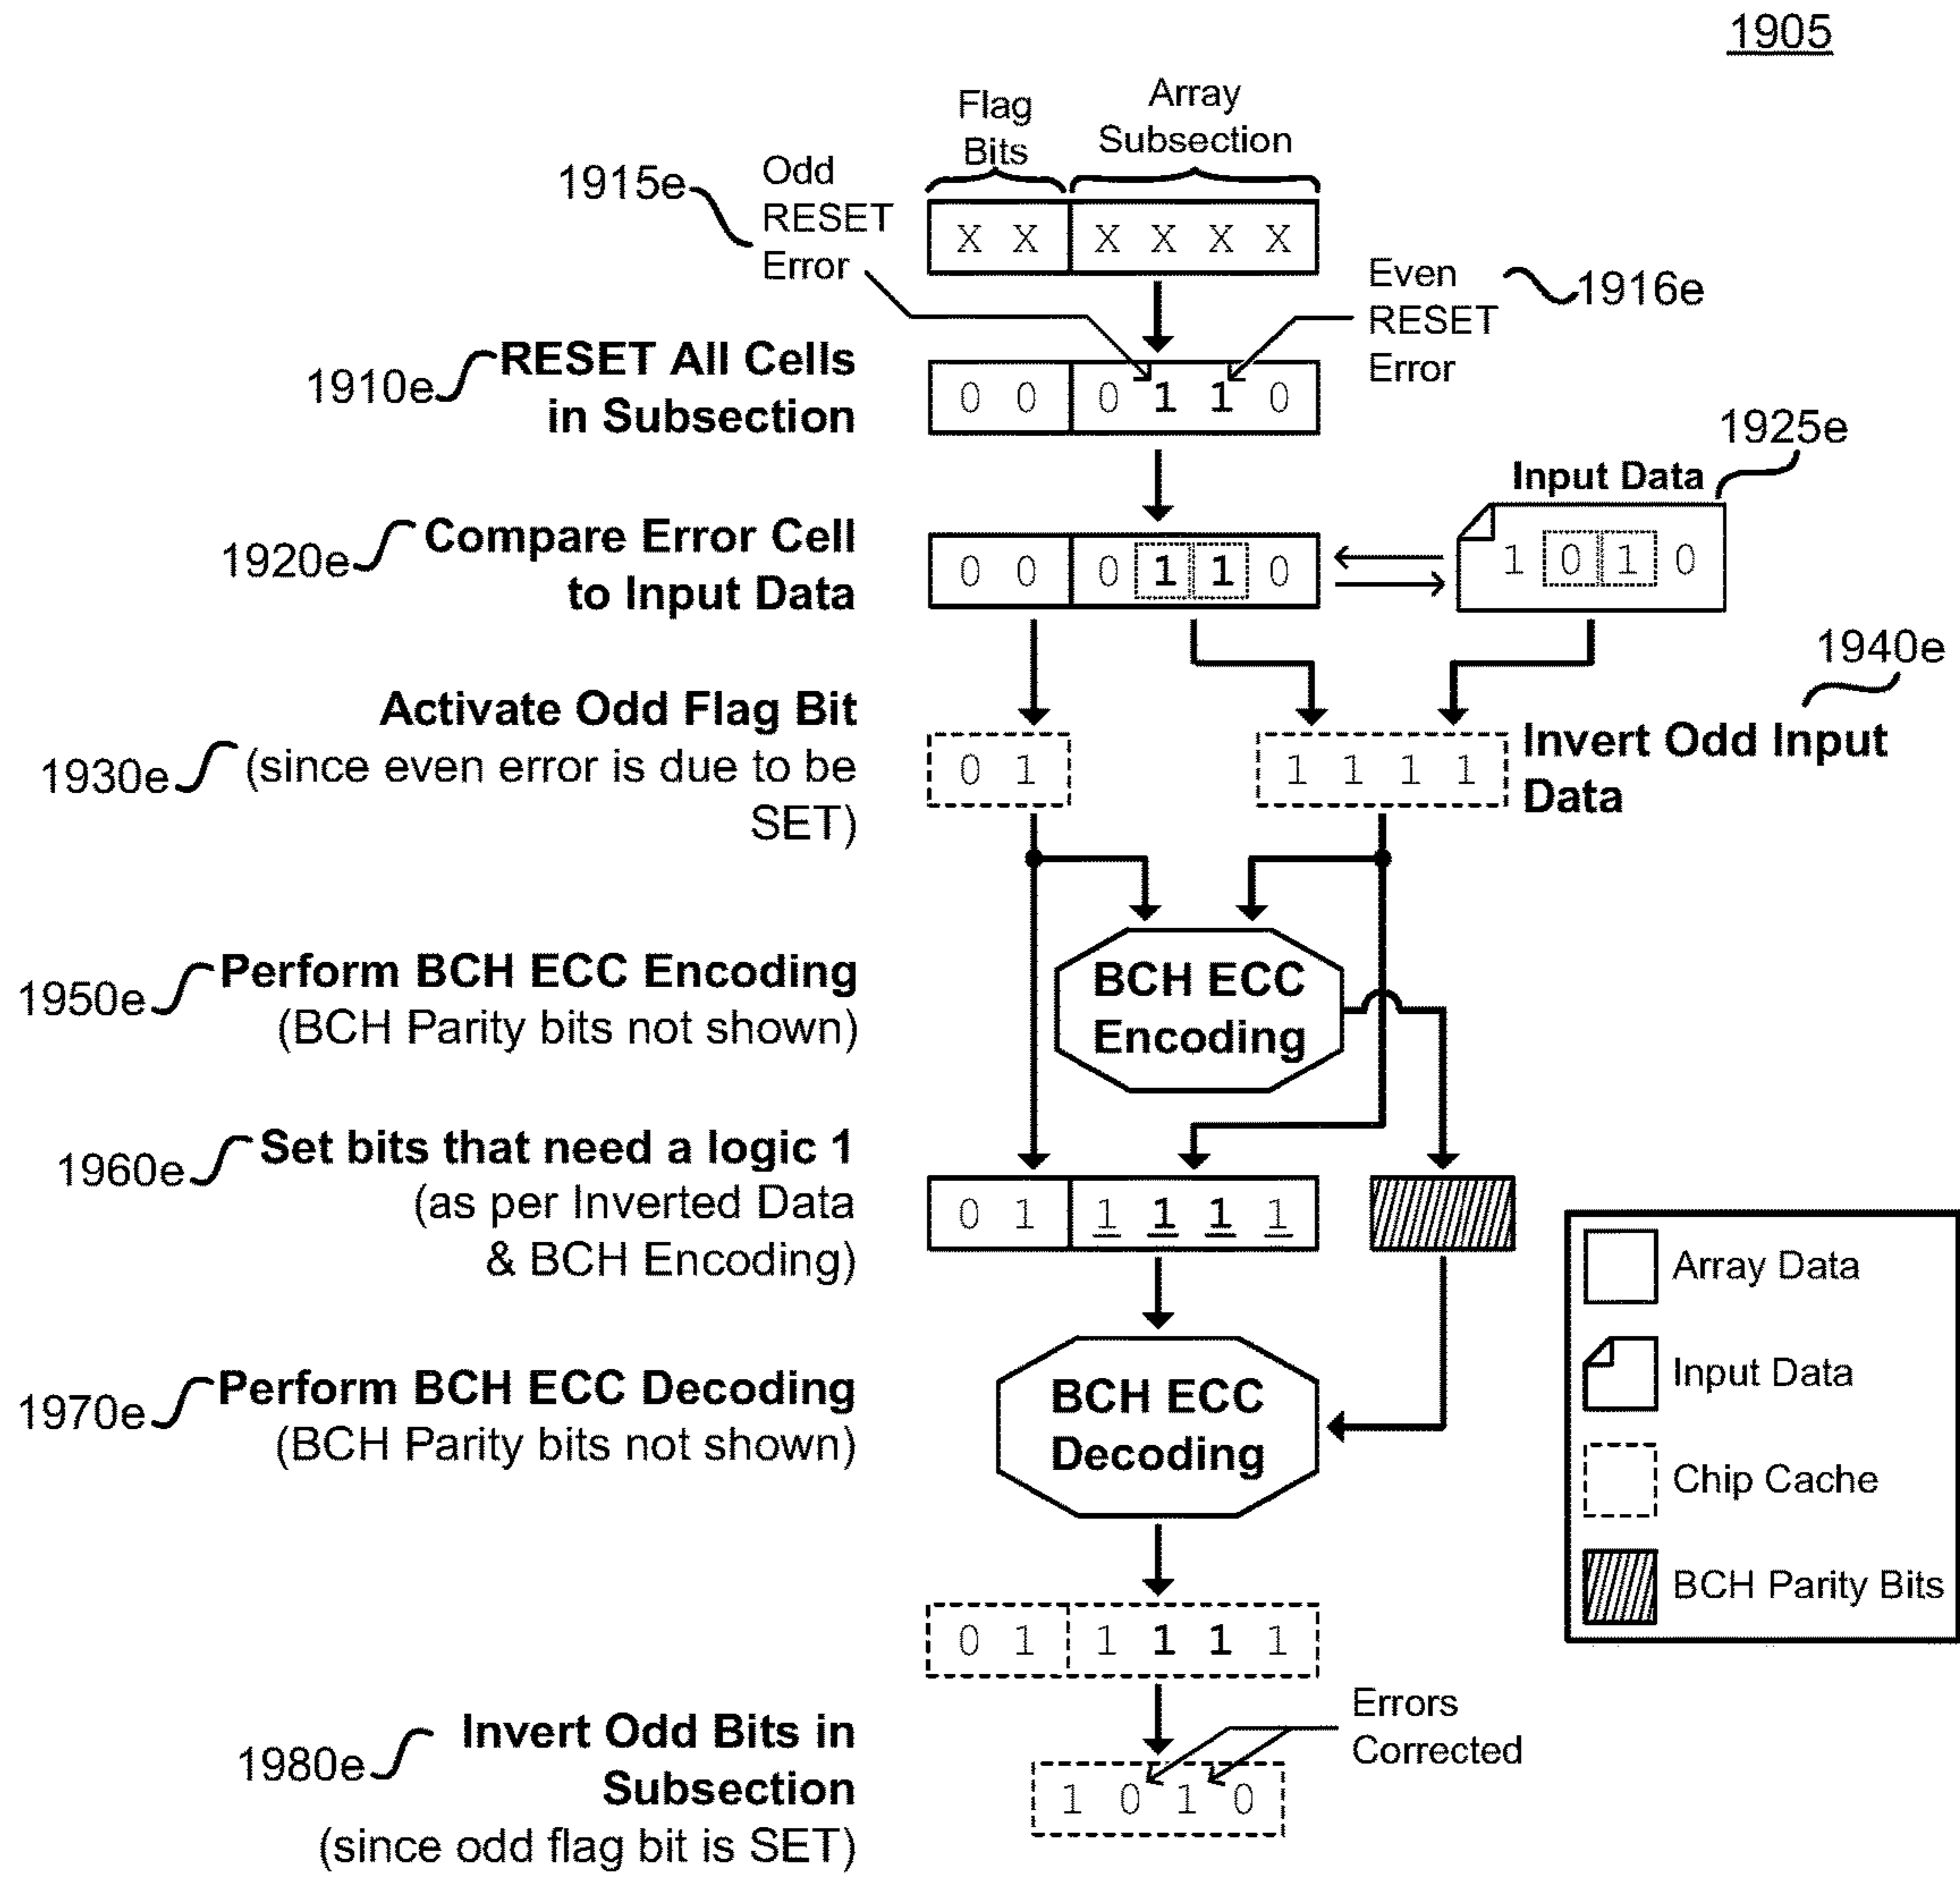 1905
Flag
Bits
Array
Subsection
1915e
Odd
RESET
Error
X X X X X X
Even
RESET
Error
1916e
1910e
RESET All Cells
in Subsection
0 0 0 1 1 0
1925e
Input Data
1920e
Compare Error Cell
to Input Data
0 0 0 1 1 0
1 0 1 0
1940e
Activate Odd Flag Bit
(since even error is due to be
SET)
1930e
0 1
1 1 1 1
Invert Odd Input
Data
1950e
Perform BCH ECC Encoding
(BCH Parity bits not shown)
BCH ECC
Encoding
1960e
Set bits that need a logic 1
(as per Inverted Data
& BCH Encoding)
0 1 1 1 1 1
1970e
Perform BCH ECC Decoding
(BCH Parity bits not shown)
BCH ECC
Decoding
Array Data
Input Data
Chip Cache
BCH Parity Bits
0 1 1 1 1 1
Errors
Corrected
1980e
Invert Odd Bits in
Subsection
(since odd flag bit is SET)
1 0 1 0